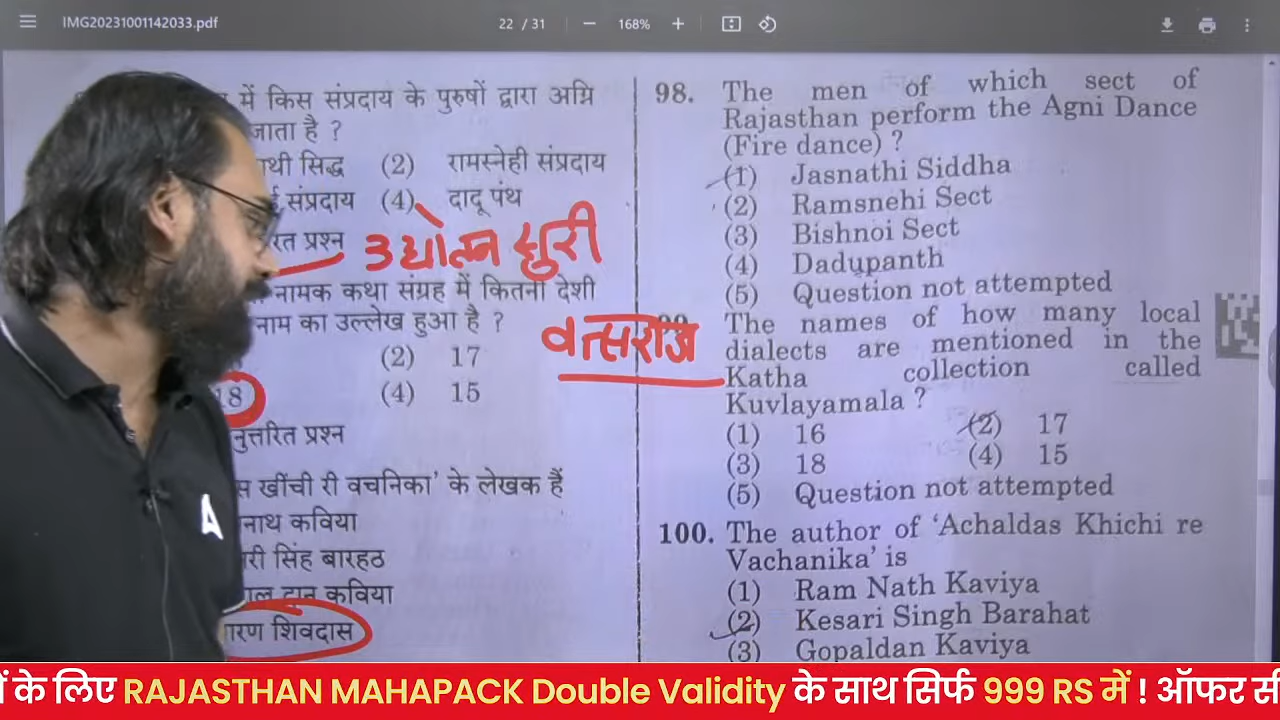 IMG20231001142033.pdf
22 / 31
168%
में किस संप्रदाय के पुरुषों द्वारा अग्नि
जाता है ?
सिद्ध (2) रामस्नेही संप्रदाय
संप्रदाय (4) दादू पंथ
प्रश्न
नामक कथा संग्रह में कितनी देशी
नाम का उल्लेख हुआ है ?
(2) 17
18 (4) 15
प्रश्न
खींची री वचनिका' के लेखक हैं
कविया
सिंह बारहठ
दान कविया
शिवदास
वत्सराज
98. The men of which sect of
Rajasthan perform the Agni Dance
(Fire dance) ?
(1) Jasnathi Siddha
(2) Ramsnehi Sect
(3) Bishnoi Sect
(4) Dadupanth
(5) Question not attempted
The names of how many local
dialects are mentioned in the
Katha collection called
Kuvlayamala ?
(1) 16 (2) 17
(3) 18 (4) 15
(5) Question not attempted
100. The author of 'Achaldas Khichi re
Vachanika' is
(1) Ram Nath Kaviya
(2) Kesari Singh Barahat
(3) Gopaldan Kaviya
के लिए RAJASTHAN MAHAPACK Double Validity के साथ सिर्फ 999 RS में ! ऑफर